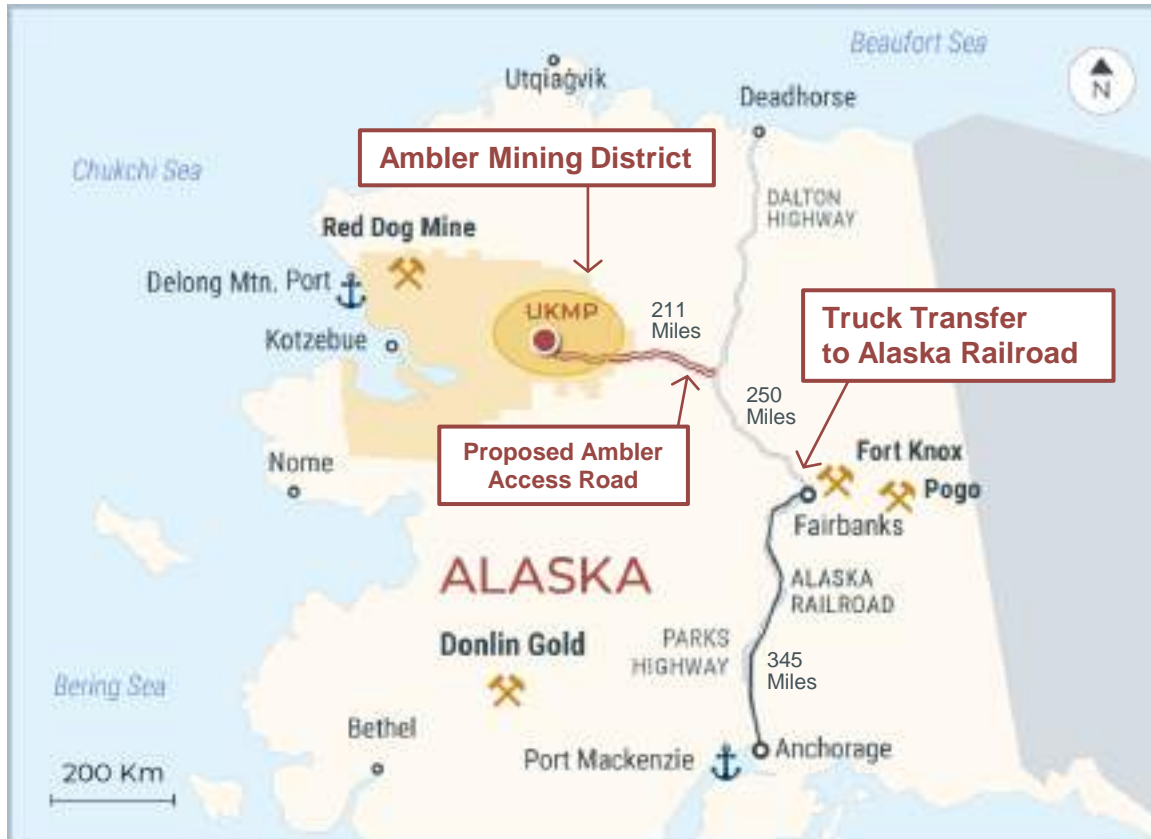 Beaufort Sea
Utqiaġvik
N
Deadhorse
Ambler Mining District
Chukchi Sea
DALTON
HIGHWAY
Red Dog Mine
Delong Mtn. Port
UKMP
211
Miles
Truck Transfer
to Alaska Railroad
Kotzebue
250
Miles
Proposed Ambler
Access Road
Fort Knox
Nome
Pogo
Fairbanks
ALASKA
ALASKA
RAILROAD
Donlin Gold
PARKS
HIGHWAY
345
Miles
Bering Sea
Bethel
Port Mackenzie
Anchorage
200 Km